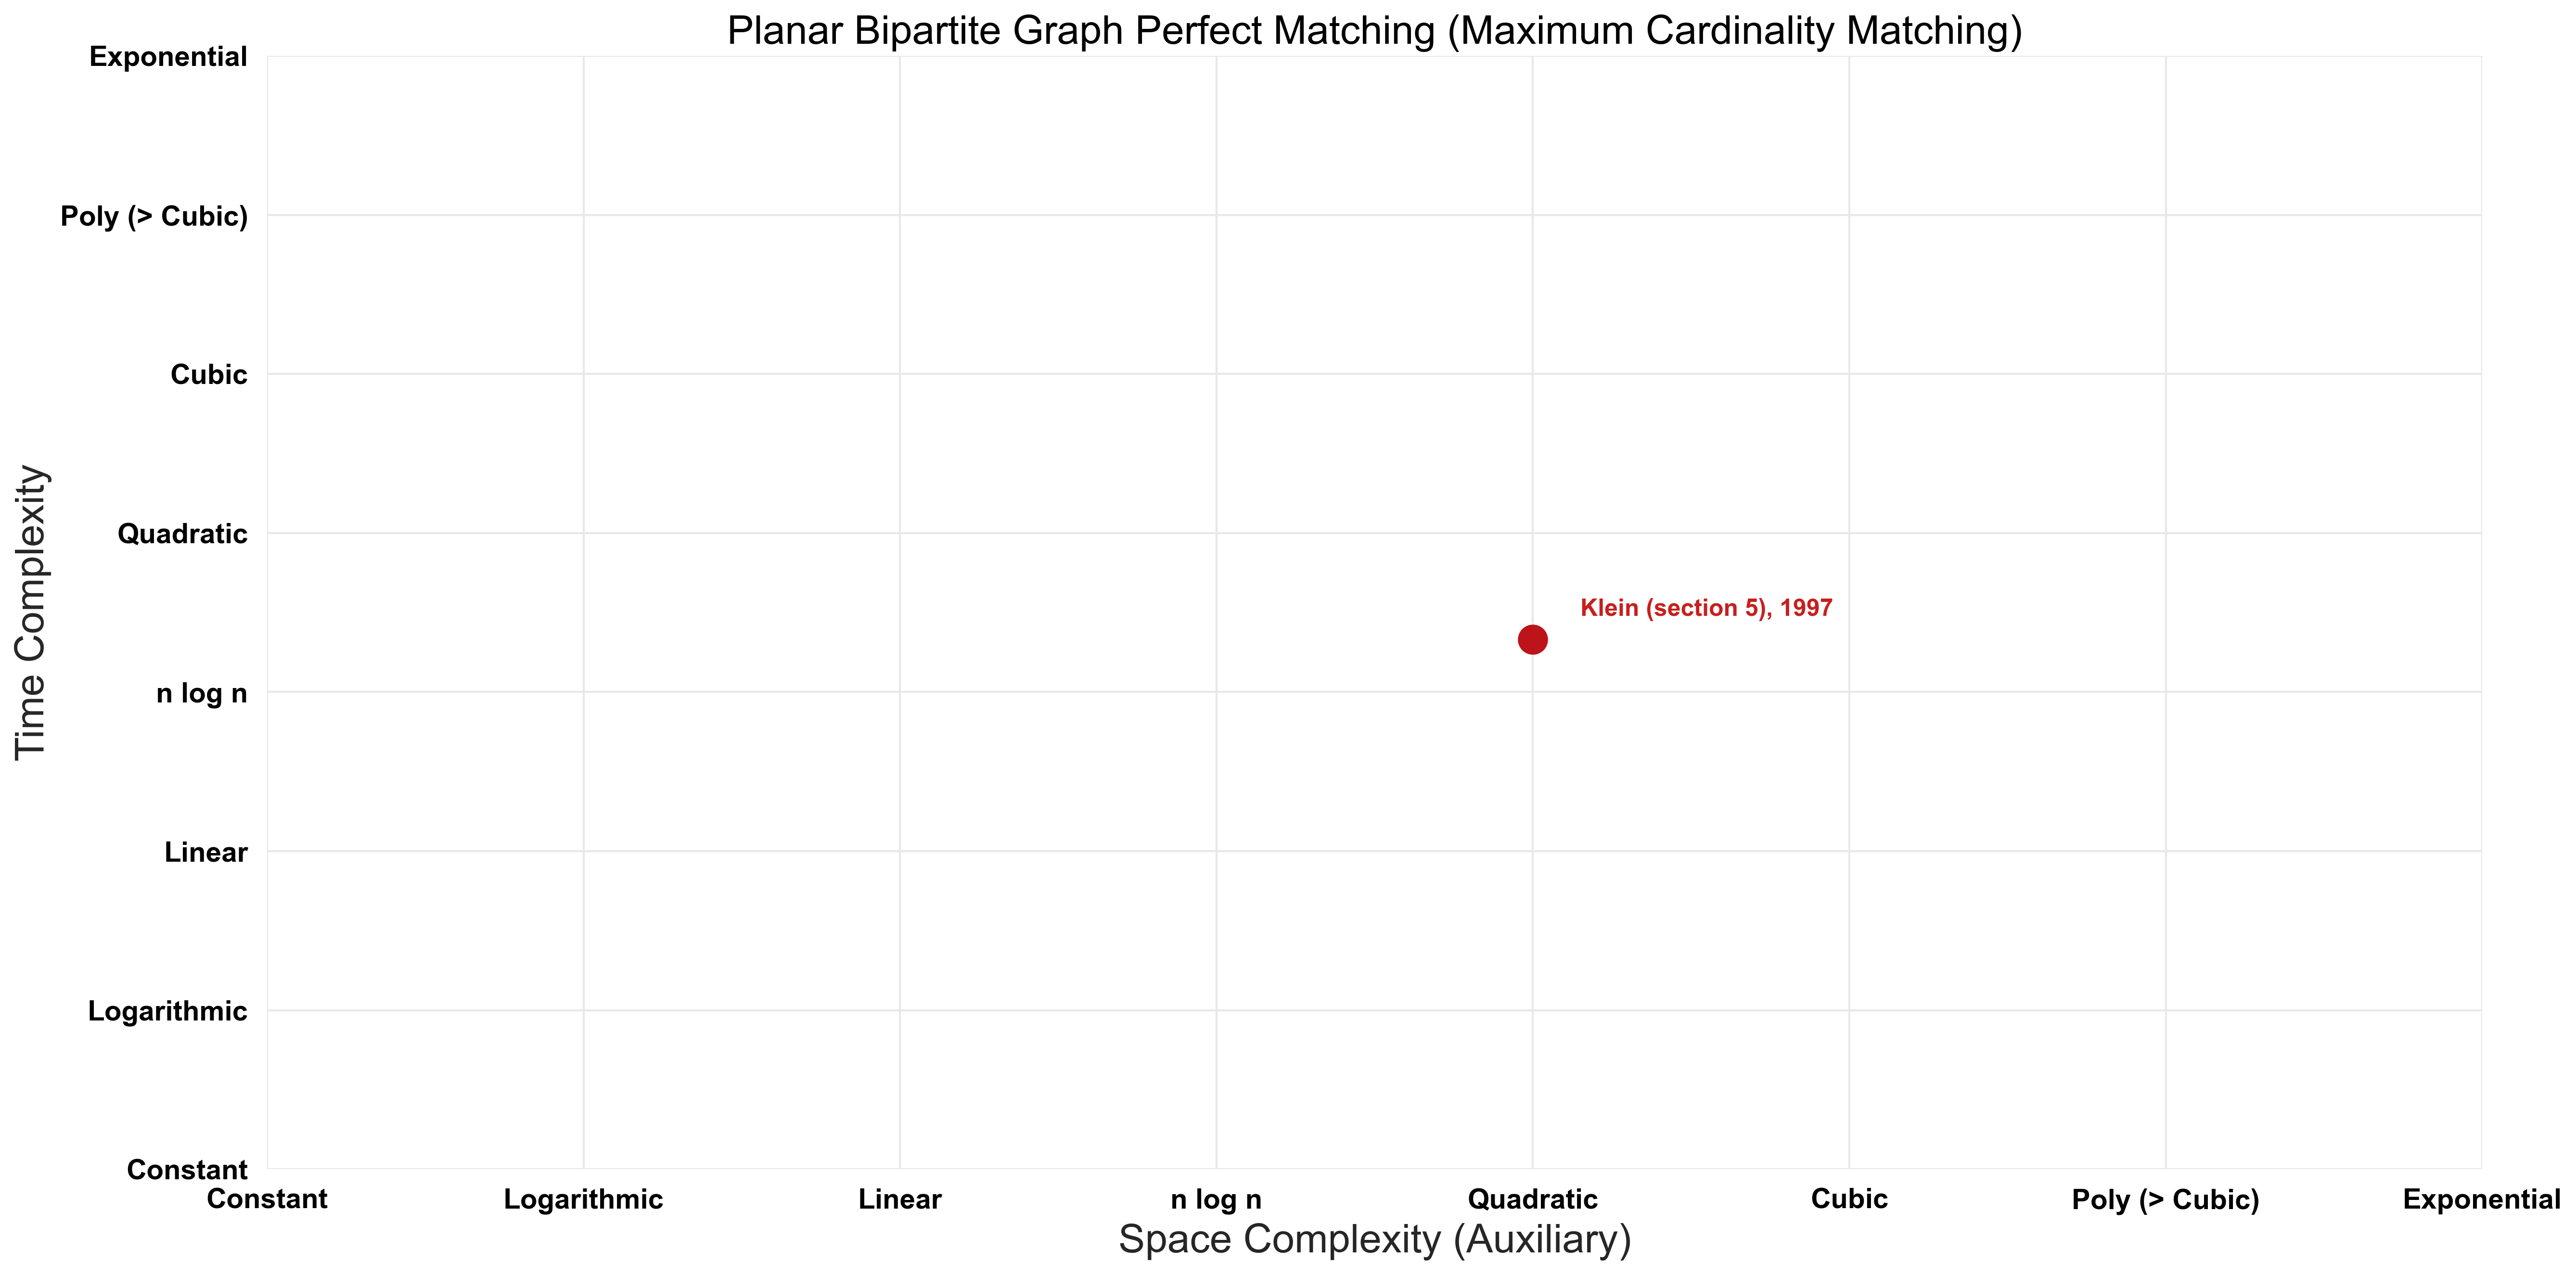 Planar Bipartite Graph Perfect Matching (Maximum Cardinality Matching)
Exponential
Poly (> Cubic)
Cubic
Quadratic
n log n
Linear
Logarithmic
Constant
Time Complexity
Klein (section 5), 1997
Constant
Logarithmic
Linear
n log n
Quadratic
Cubic
Poly (> Cubic)
Exponential
Space Complexity (Auxiliary)